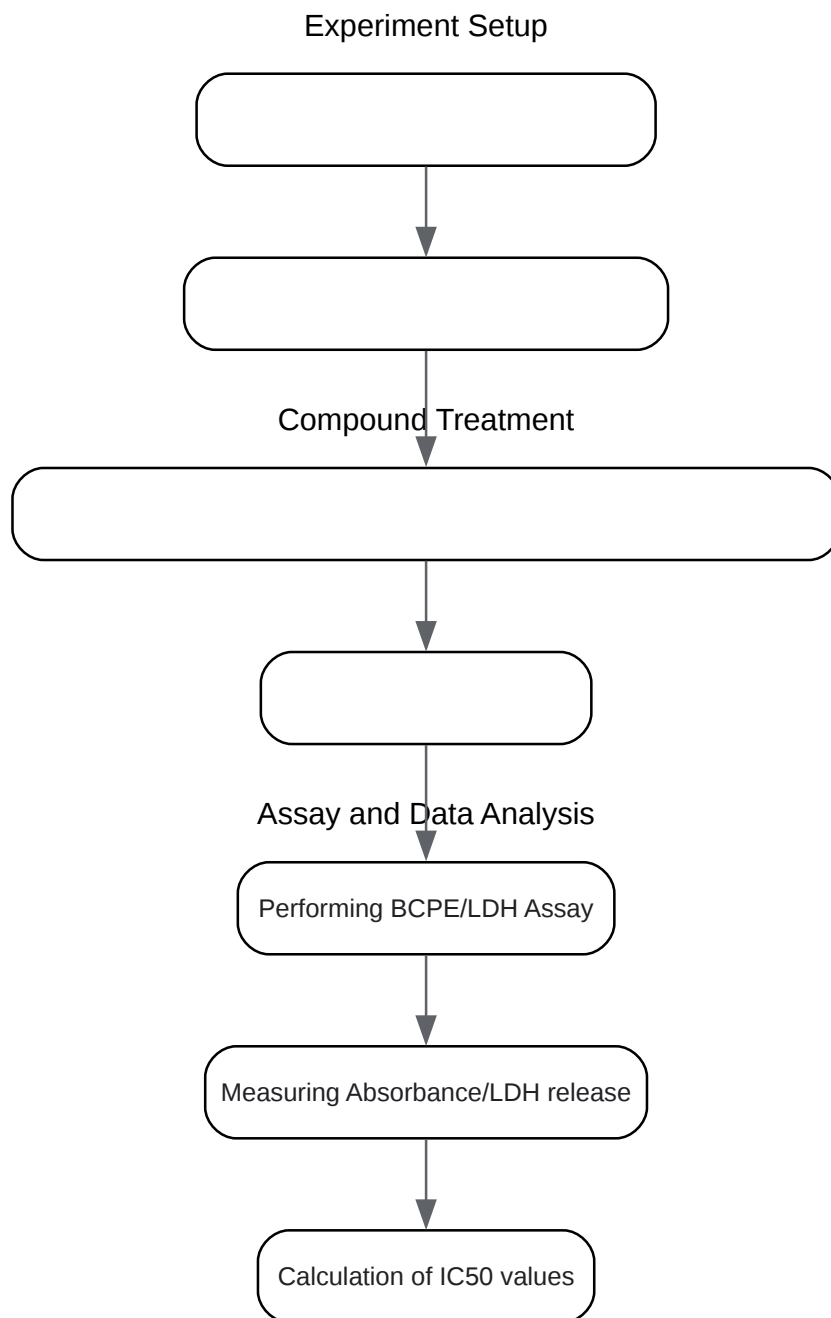 Experiment Setup
Compound Treatment
Assay and Data Analysis
Performing BCPE/LDH Assay
Measuring Absorbance/LDH release
Calculation of IC50 values